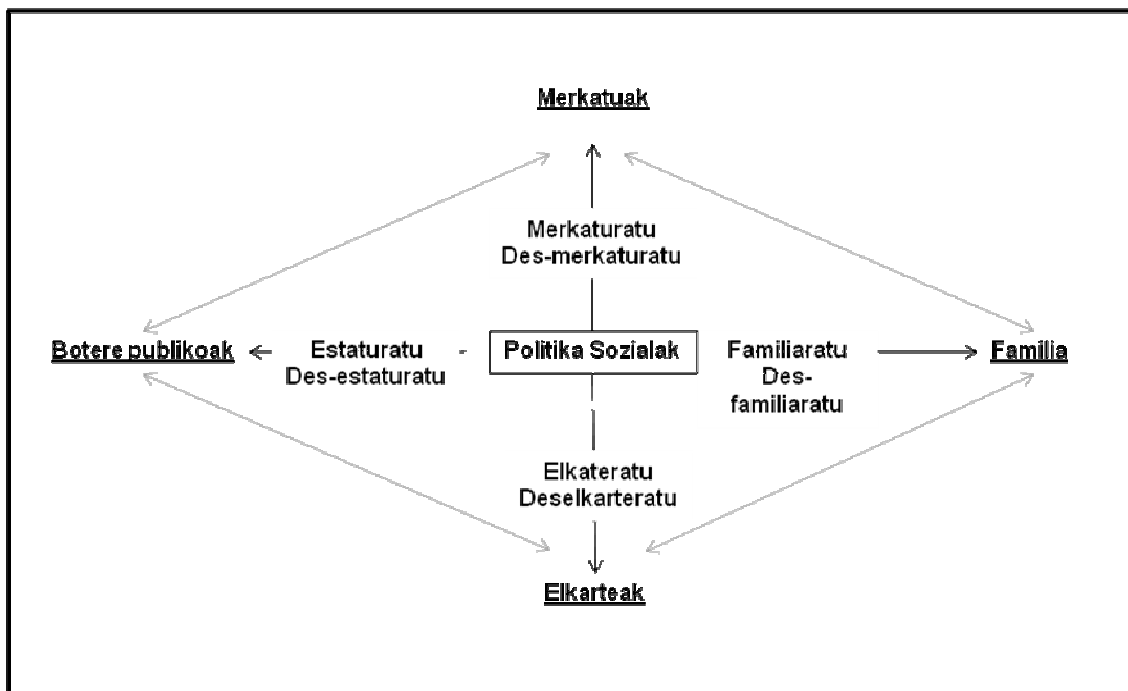 Merkatuak
Merkaturatu
Des-merkaturatu
Botere publikoak
Estaturatu
Des-estaturatu
Politika Sozialak
Familiaratu
Des-
familiaratu
Familia
Elkateratu
Deselkarteratu
Elkarteak